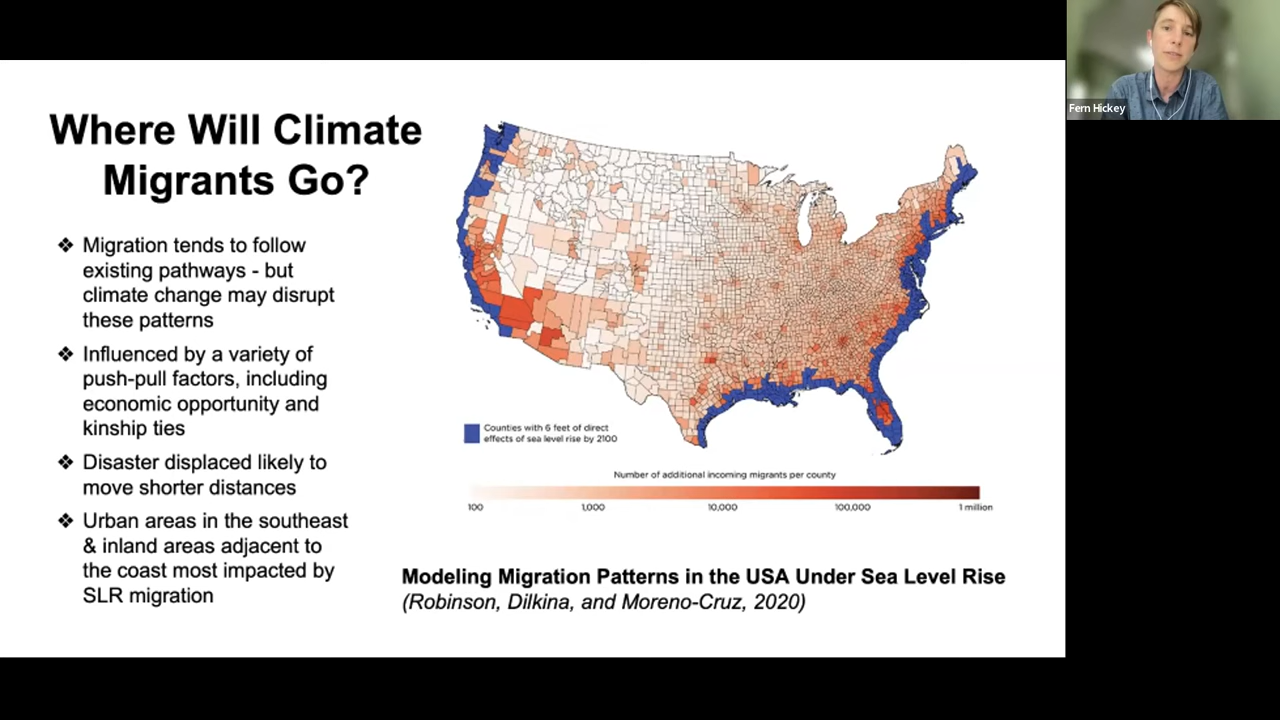 Where Will Climate
Migrants Go?
❖ Migration tends to follow
existing pathways - but
climate change may disrupt
these patterns
❖ Influenced by a variety of
push-pull factors, including
economic opportunity and
kinship ties
❖ Disaster displaced likely to
move shorter distances
❖ Urban areas in the southeast
& inland areas adjacent to
the coast most impacted by
SLR migration
Counties with 6 feet of direct
effects of sea level rise by 2100
Number of additional incoming migrants per county
100 1,000 10,000 100,000 1 million
Modeling Migration Patterns in the USA Under Sea Level Rise
(Robinson, Dilkina, and Moreno-Cruz, 2020)
Fern Hickey